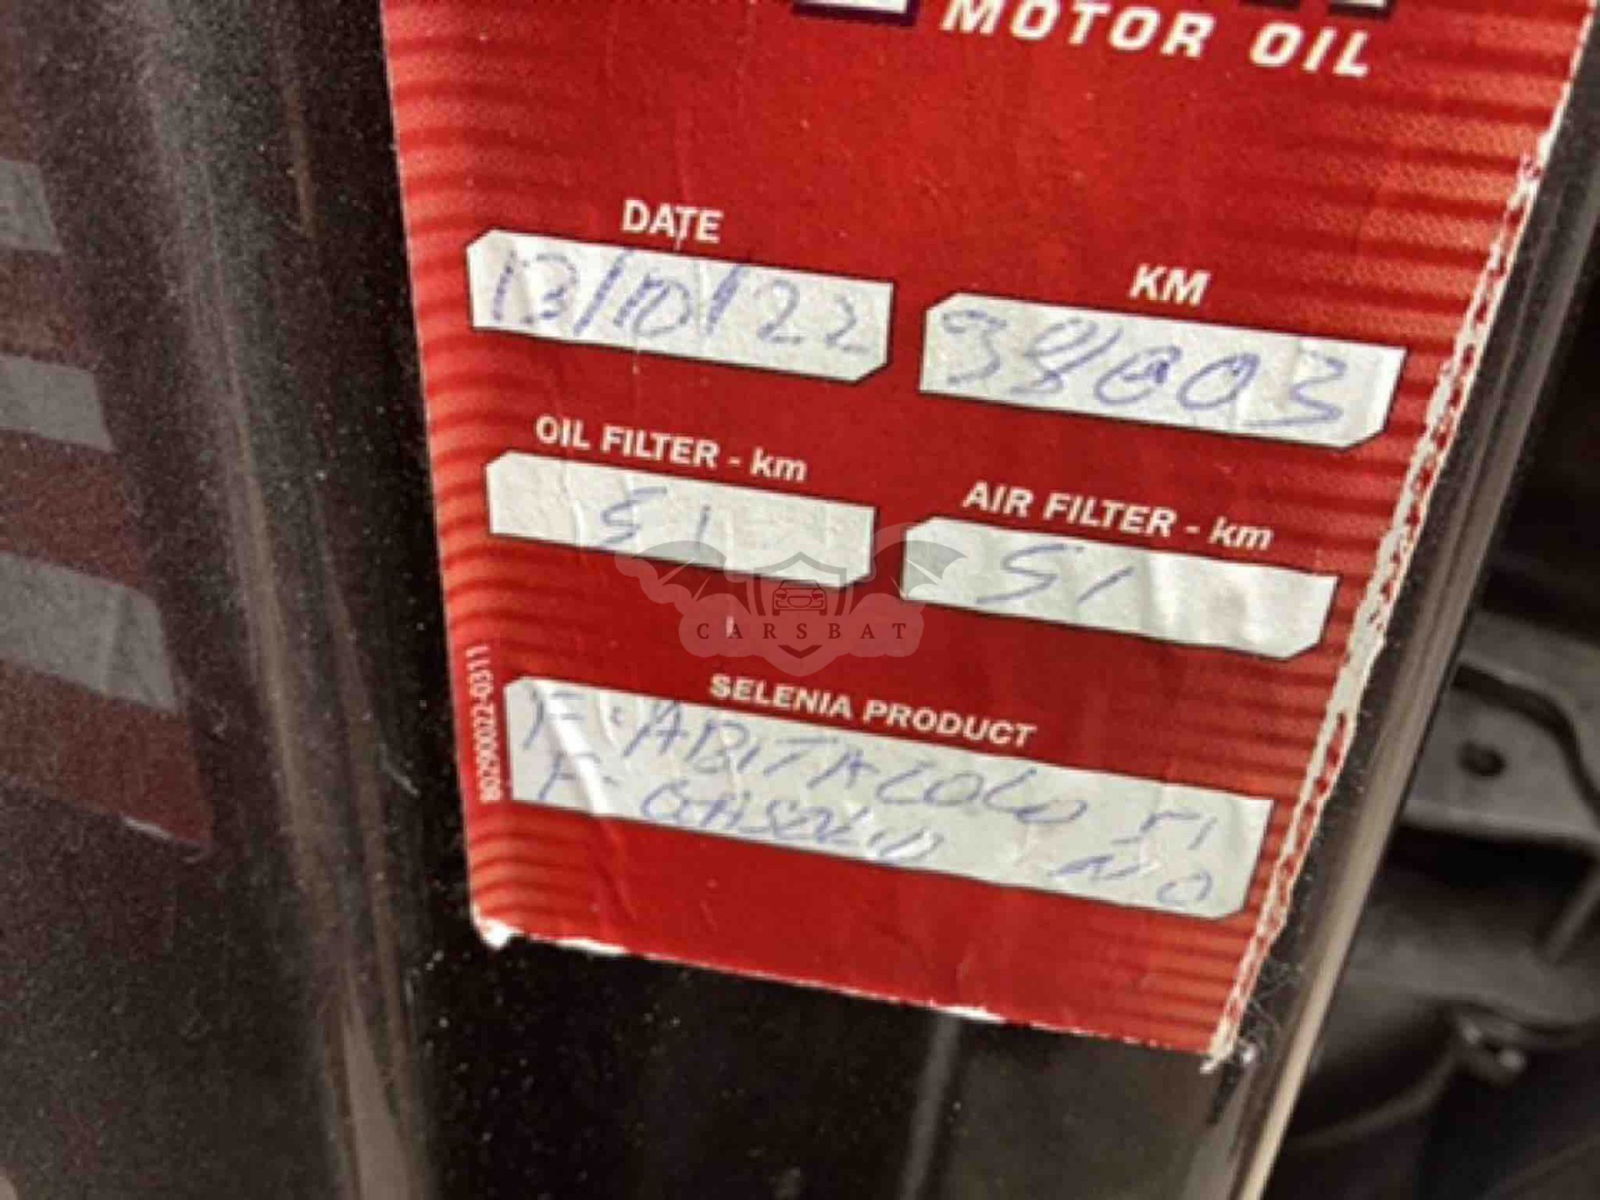 MOTOR OIL
DATE
13/10/22
KM
38003
OIL FILTER - km
SI
AIR FILTER - km
SI
CARSBAT
SELENIA PRODUCT
F. ABITACOLO SI
F. GASOLIO NO
80290022-0311